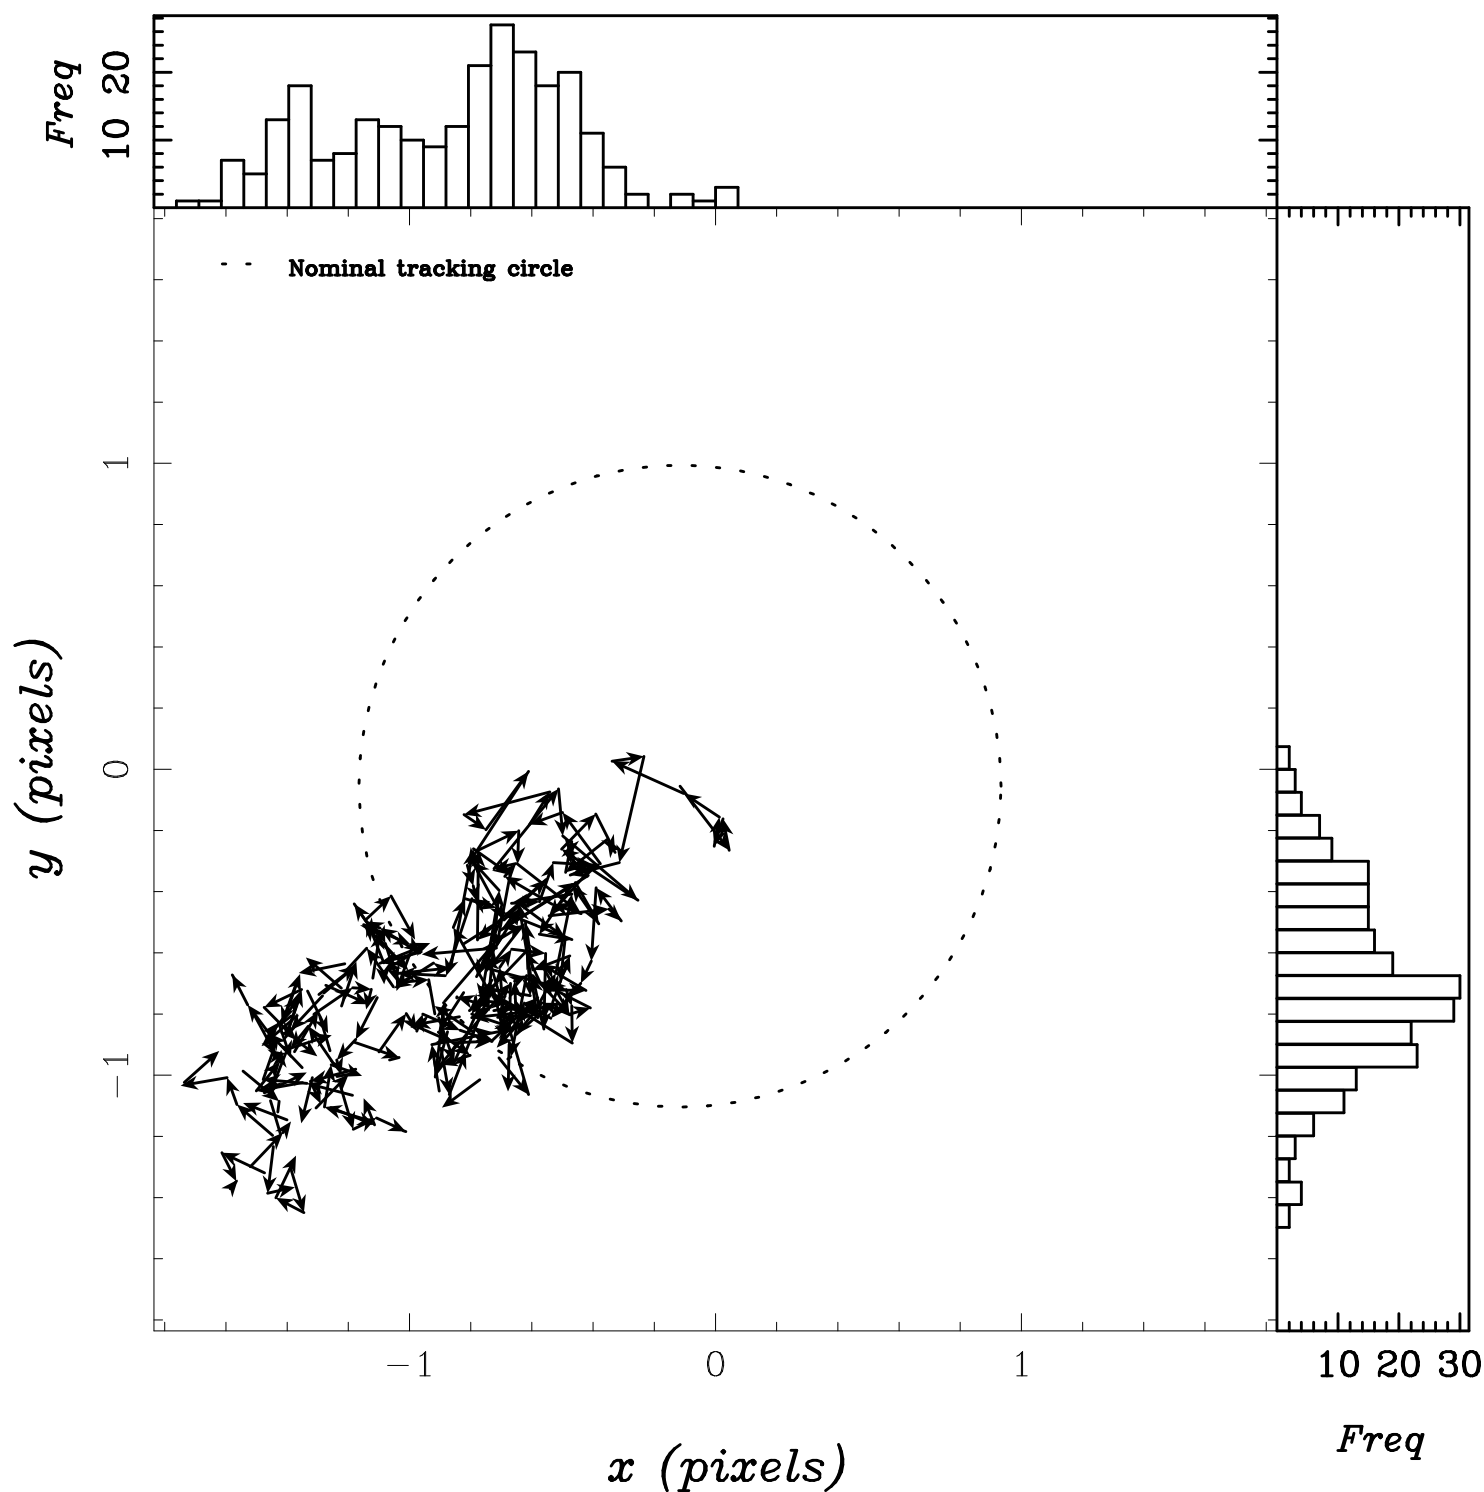 Freq
20
10
Nominal tracking circle
1
0
−1
y (pixels)
−1 0 1
10 20 30
x (pixels)
Freq